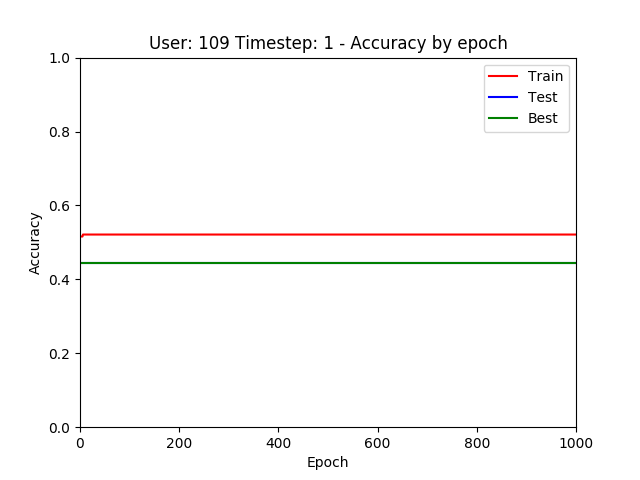 User: 109 Timestep: 1 - Accuracy by epoch
1.0
0.8
0.6
0.4
0.2
0.0
Accuracy
Train
Test
Best
0 200 400 600 800 1000
Epoch